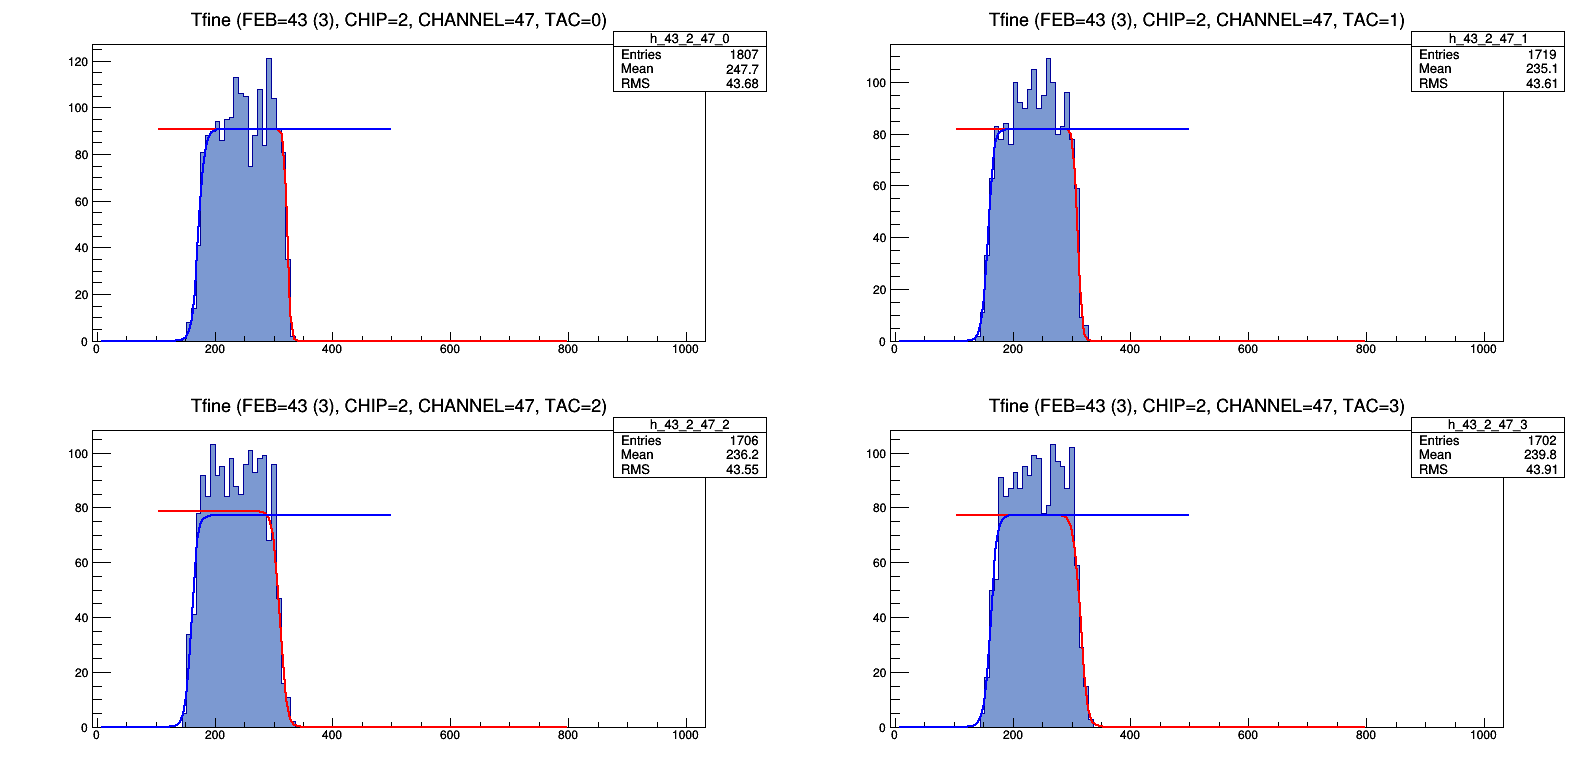 Tfine (FEB=43 (3), CHIP=2, CHANNEL=47, TAC=0)
h_43_2_47_0
Entries 1807
Mean 247.7
RMS 43.68
120
100
80
60
40
20
0
0 200 400 600 800 1000
Tfine (FEB=43 (3), CHIP=2, CHANNEL=47, TAC=1)
h_43_2_47_1
Entries 1719
Mean 235.1
RMS 43.61
100
80
60
40
20
0
0 200 400 600 800 1000
Tfine (FEB=43 (3), CHIP=2, CHANNEL=47, TAC=2)
h_43_2_47_2
Entries 1706
Mean 236.2
RMS 43.55
100
80
60
40
20
0
0 200 400 600 800 1000
Tfine (FEB=43 (3), CHIP=2, CHANNEL=47, TAC=3)
h_43_2_47_3
Entries 1702
Mean 239.8
RMS 43.91
100
80
60
40
20
0
0 200 400 600 800 1000